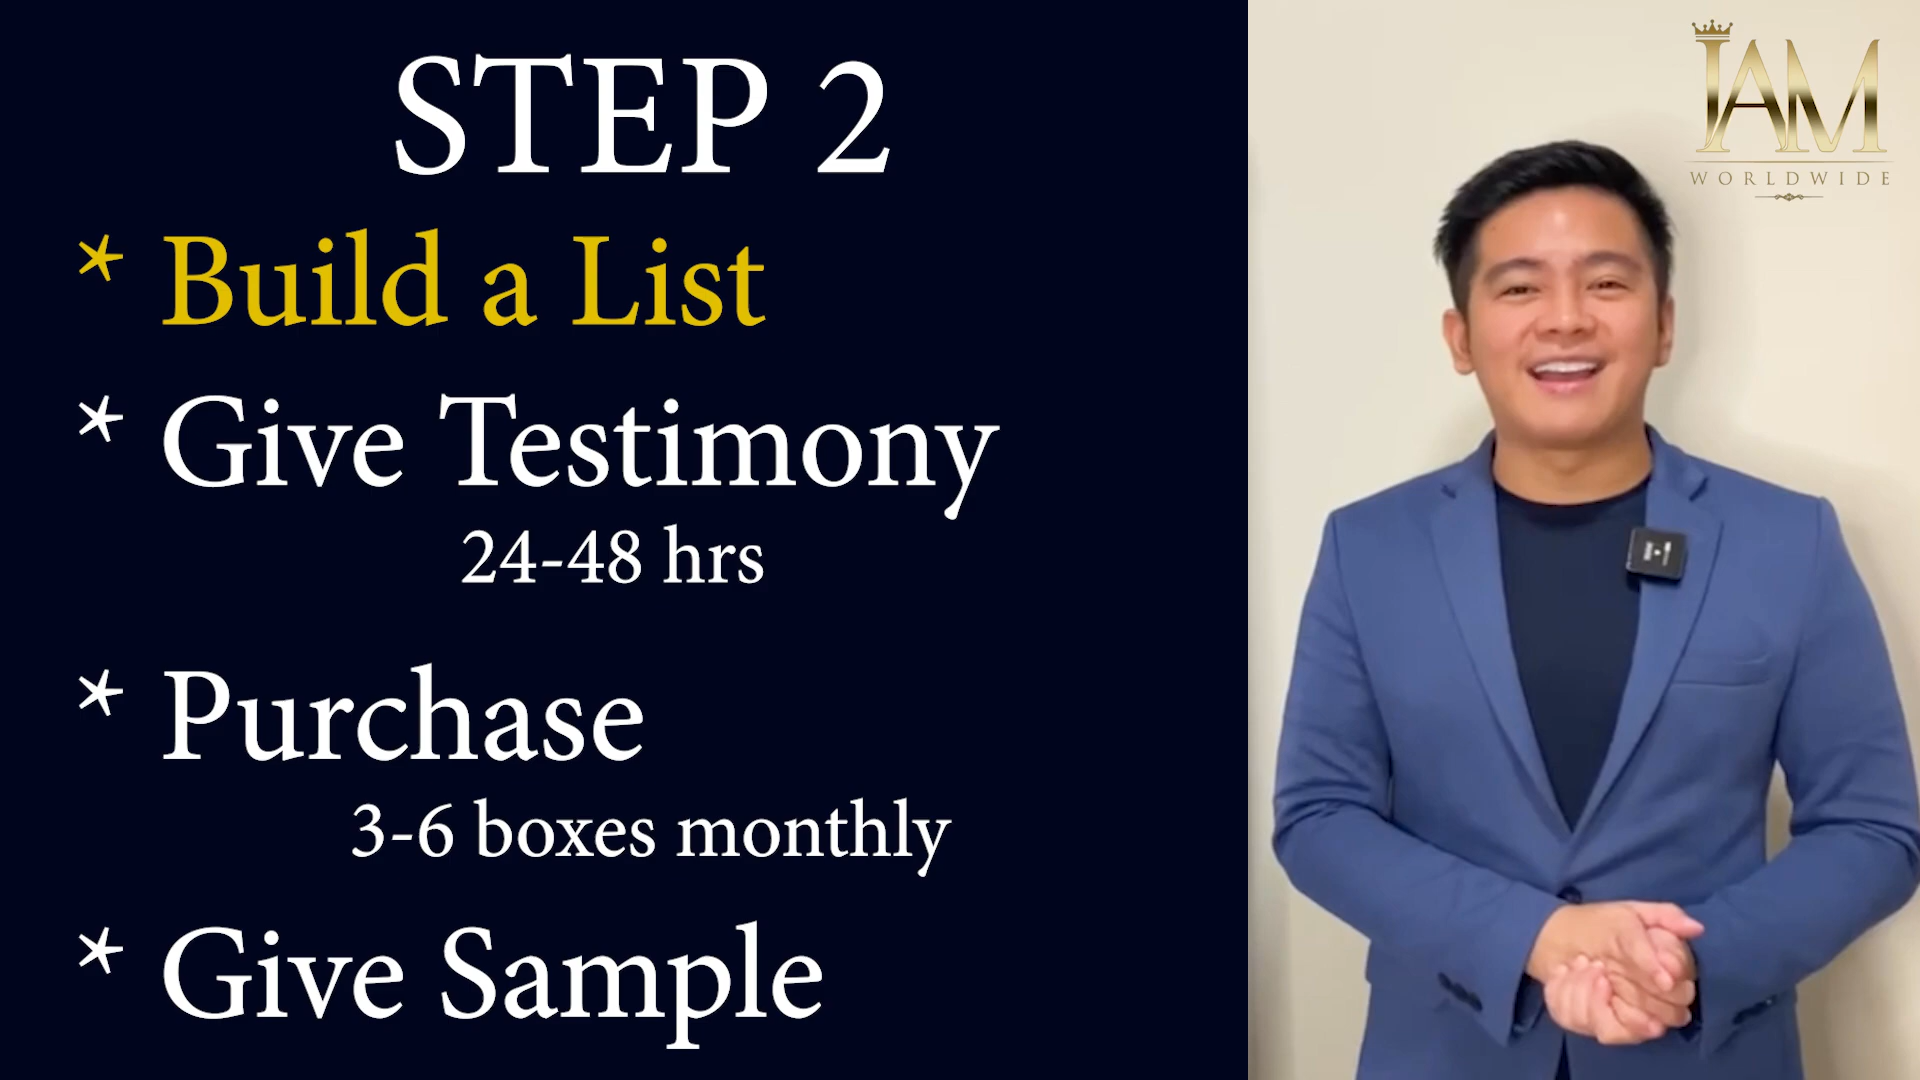 STEP 2
* Build a List
* Give Testimony
24-48 hrs
* Purchase
3-6 boxes monthly
* Give Sample
IAM
WORLDWIDE